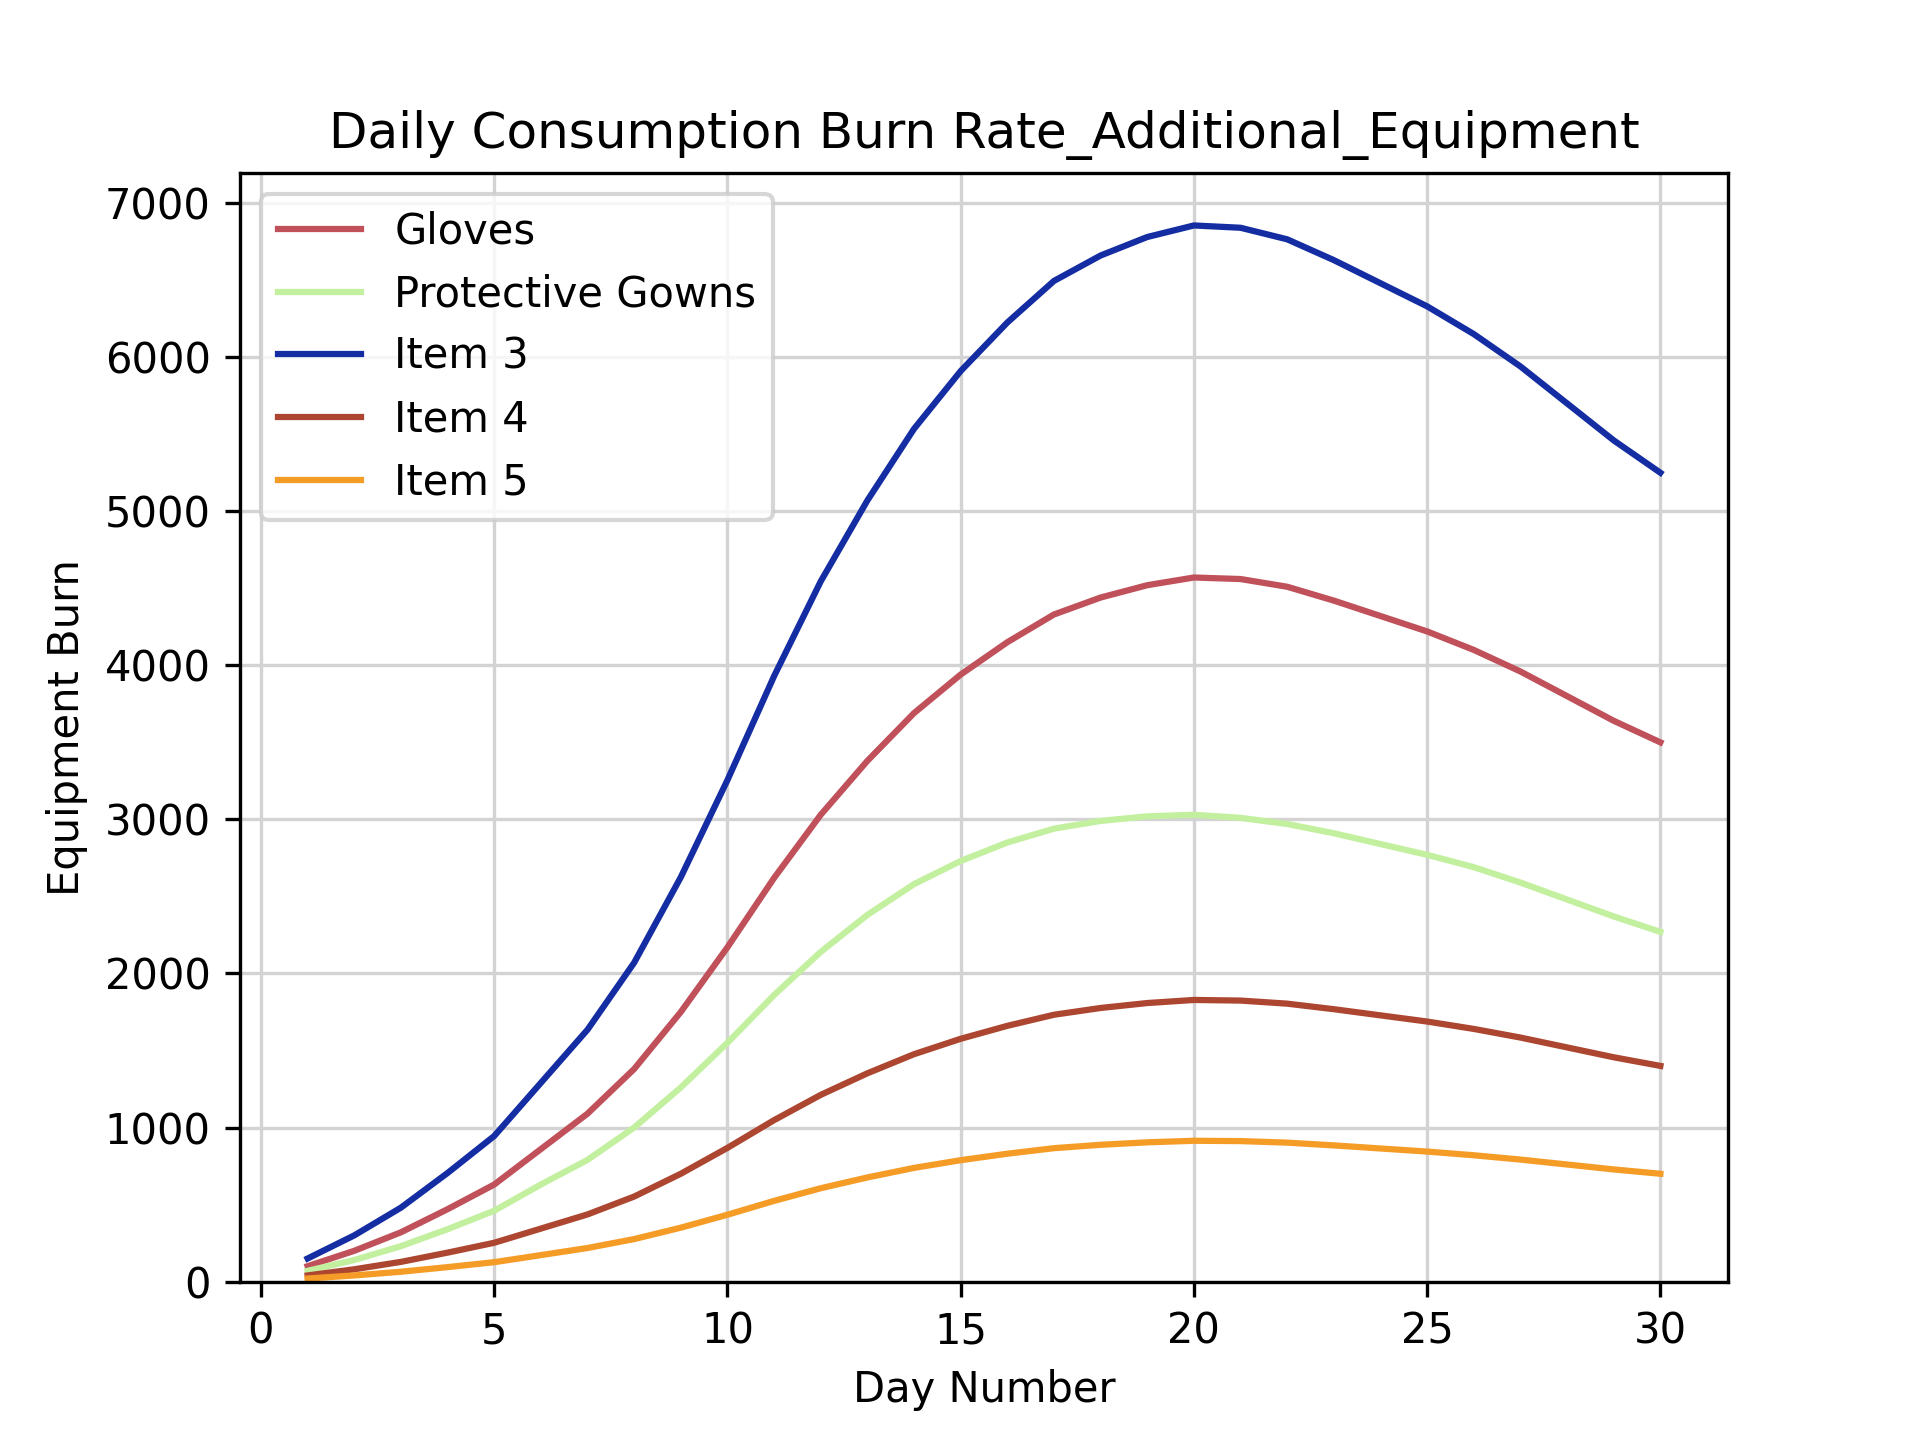 Daily Consumption Burn Rate_Additional_Equipment
7000
6000
5000
4000
3000
2000
1000
0
Equipment Burn
Gloves
Protective Gowns
Item 3
Item 4
Item 5
0 5 10 15 20 25 30
Day Number